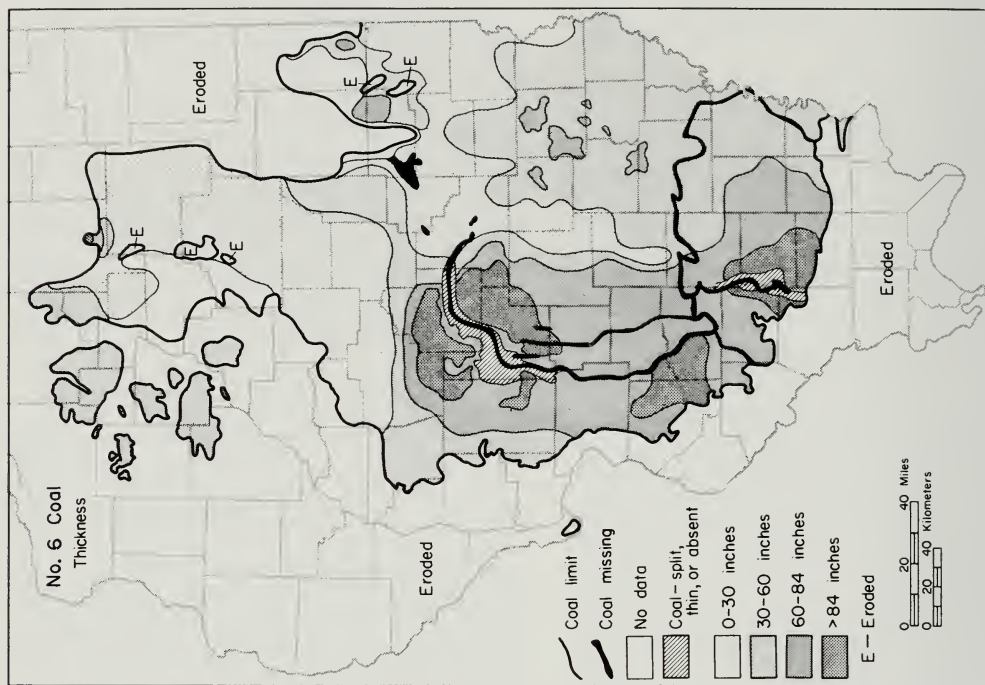 No. 6 Coal
Thickness
Eroded
E
E
E
E
E
Eroded
Eroded
Coal limit
Coal missing
No data
Coal – split,
thin, or absent
0-30 inches
30-60 inches
60-84 inches
>84 inches
E — Eroded
0 20 40 Miles
0 20 40 Kilometers